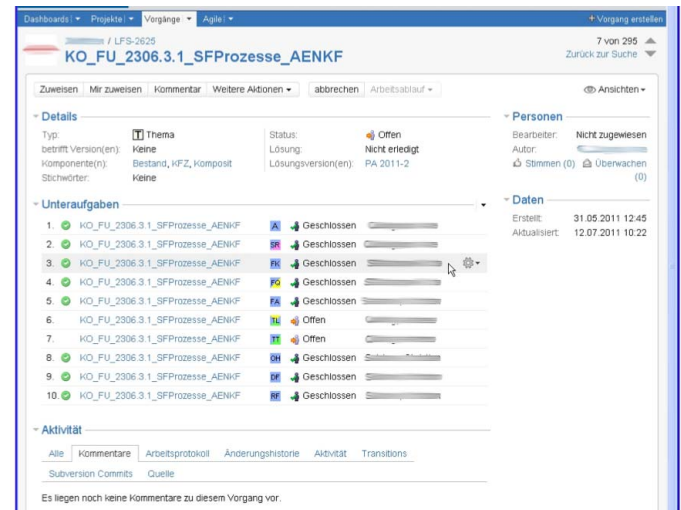 Dashboards Projekte Vorgänge Agile + Vorgang erstellen
/ LFS-2625
KO_FU_2306.3.1_SFProzesse_AENKF
7 von 295
Zurück zur Suche
Zuweisen Mir zuweisen Kommentar Weitere Aktionen abbrechen Arbeitsablauf Ansichten
Details
Typ: T Thema Status: Offen
betrifft Version(en): Keine Lösung: Nicht erledigt
Komponente(n): Bestand, KFZ, Komposit Lösungsversion(en): PA 2011-2
Stichwörter: Keine
Personen
Bearbeiter: Nicht zugewiesen
Autor:
Stimmen (0) Überwachen (0)
Unteraufgaben
1. KO_FU_2306.3.1_SFProzesse_AENKF A Geschlossen
2. KO_FU_2306.3.1_SFProzesse_AENKF SR Geschlossen
3. KO_FU_2306.3.1_SFProzesse_AENKF FK Geschlossen
4. KO_FU_2306.3.1_SFProzesse_AENKF FQ Geschlossen
5. KO_FU_2306.3.1_SFProzesse_AENKF FA Geschlossen
6. KO_FU_2306.3.1_SFProzesse_AENKF TL Offen
7. KO_FU_2306.3.1_SFProzesse_AENKF TT Offen
8. KO_FU_2306.3.1_SFProzesse_AENKF OH Geschlossen
9. KO_FU_2306.3.1_SFProzesse_AENKF DF Geschlossen
10. KO_FU_2306.3.1_SFProzesse_AENKF RF Geschlossen
Daten
Erstellt: 31.05.2011 12:45
Aktualisiert: 12.07.2011 10:22
Aktivität
Alle Kommentare Arbeitsprotokoll Änderungshistorie Aktivität Transitions
Subversion Commits Quelle
Es liegen noch keine Kommentare zu diesem Vorgang vor.